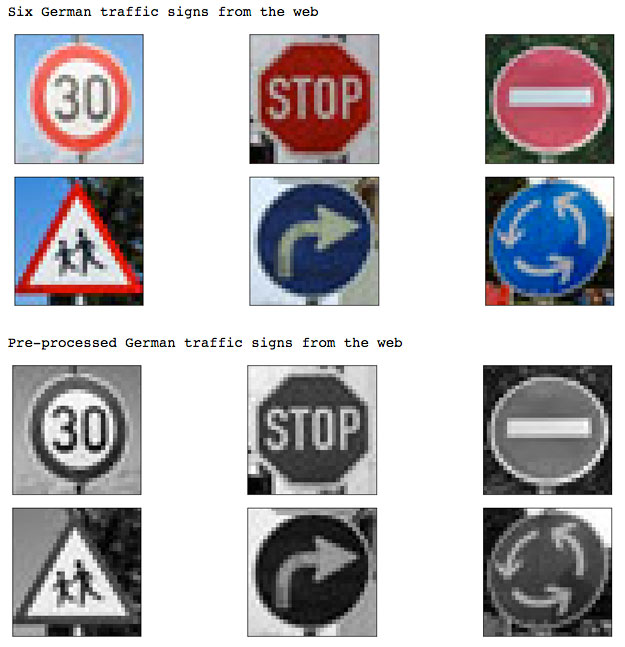 Six German traffic signs from the web
30
STOP
Pre-processed German traffic signs from the web
30
STOP